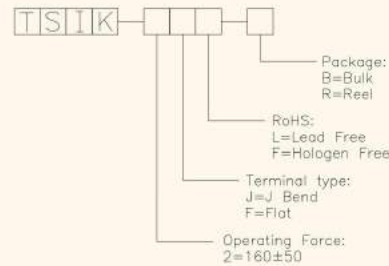 TSIK-
Package:
B=Bulk
R=Reel
RoHS:
L=Lead Free
F=Hologen Free
Terminal type:
J=J Bend
F=Flat
Operating Force:
2=160±50